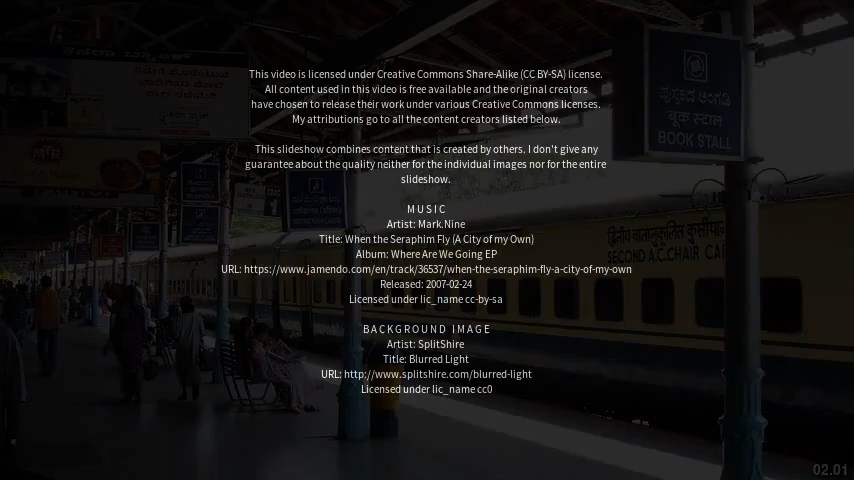 This video is licensed under Creative Commons Share-Alike (CC BY-SA) license.
All content used in this video is free available and the original creators
have chosen to release their work under various Creative Commons licenses.
My attributions go to all the content creators listed below.
This slideshow combines content that is created by others. I don't give any
guarantee about the quality neither for the individual images nor for the entire
slideshow.
MUSIC
Artist: Mark.Nine
Title: When the Seraphim Fly (A City of my Own)
Album: Where Are We Going EP
URL: https://www.jamendo.com/en/track/36537/when-the-seraphim-fly-a-city-of-my-own
Released: 2007-02-24
Licensed under lic_name cc-by-sa
BACKGROUND IMAGE
Artist: SplitShire
Title: Blurred Light
URL: http://www.splitshire.com/blurred-light
Licensed under lic_name cc0
ಪುಸ್ತಕದ ಅಂಗಡಿ
बुक स्टाल
BOOK STALL
MTR
द्वितीय वातानुकूलित कुर्सीयान
SECOND A.C.CHAIR CAR
02.01